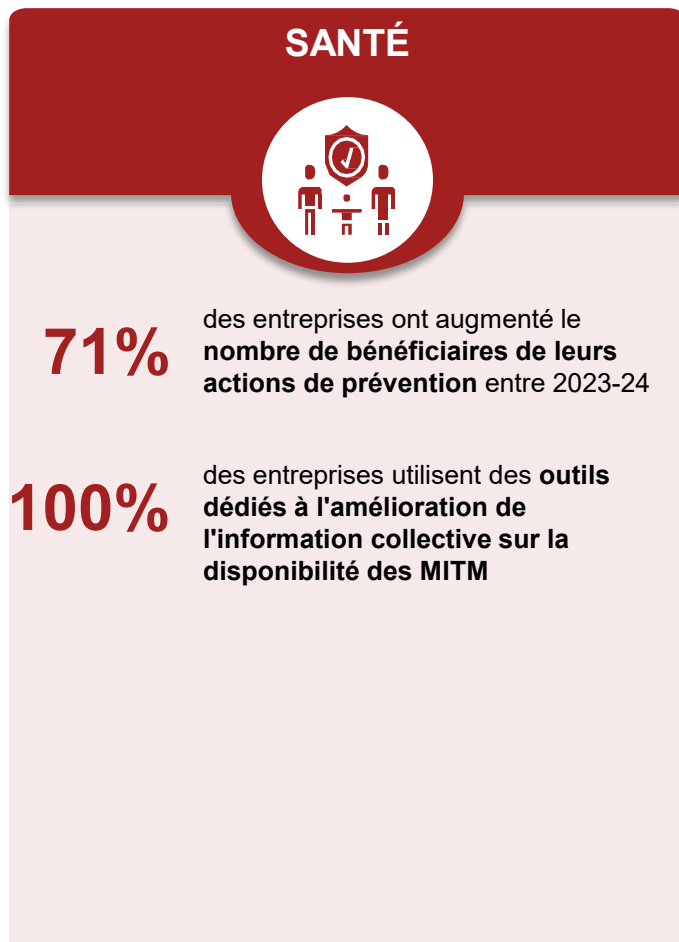 SANTÉ
71%
des entreprises ont augmenté le
nombre de bénéficiaires de leurs
actions de prévention entre 2023-24
100%
des entreprises utilisent des outils
dédiés à l'amélioration de
l'information collective sur la
disponibilité des MITM